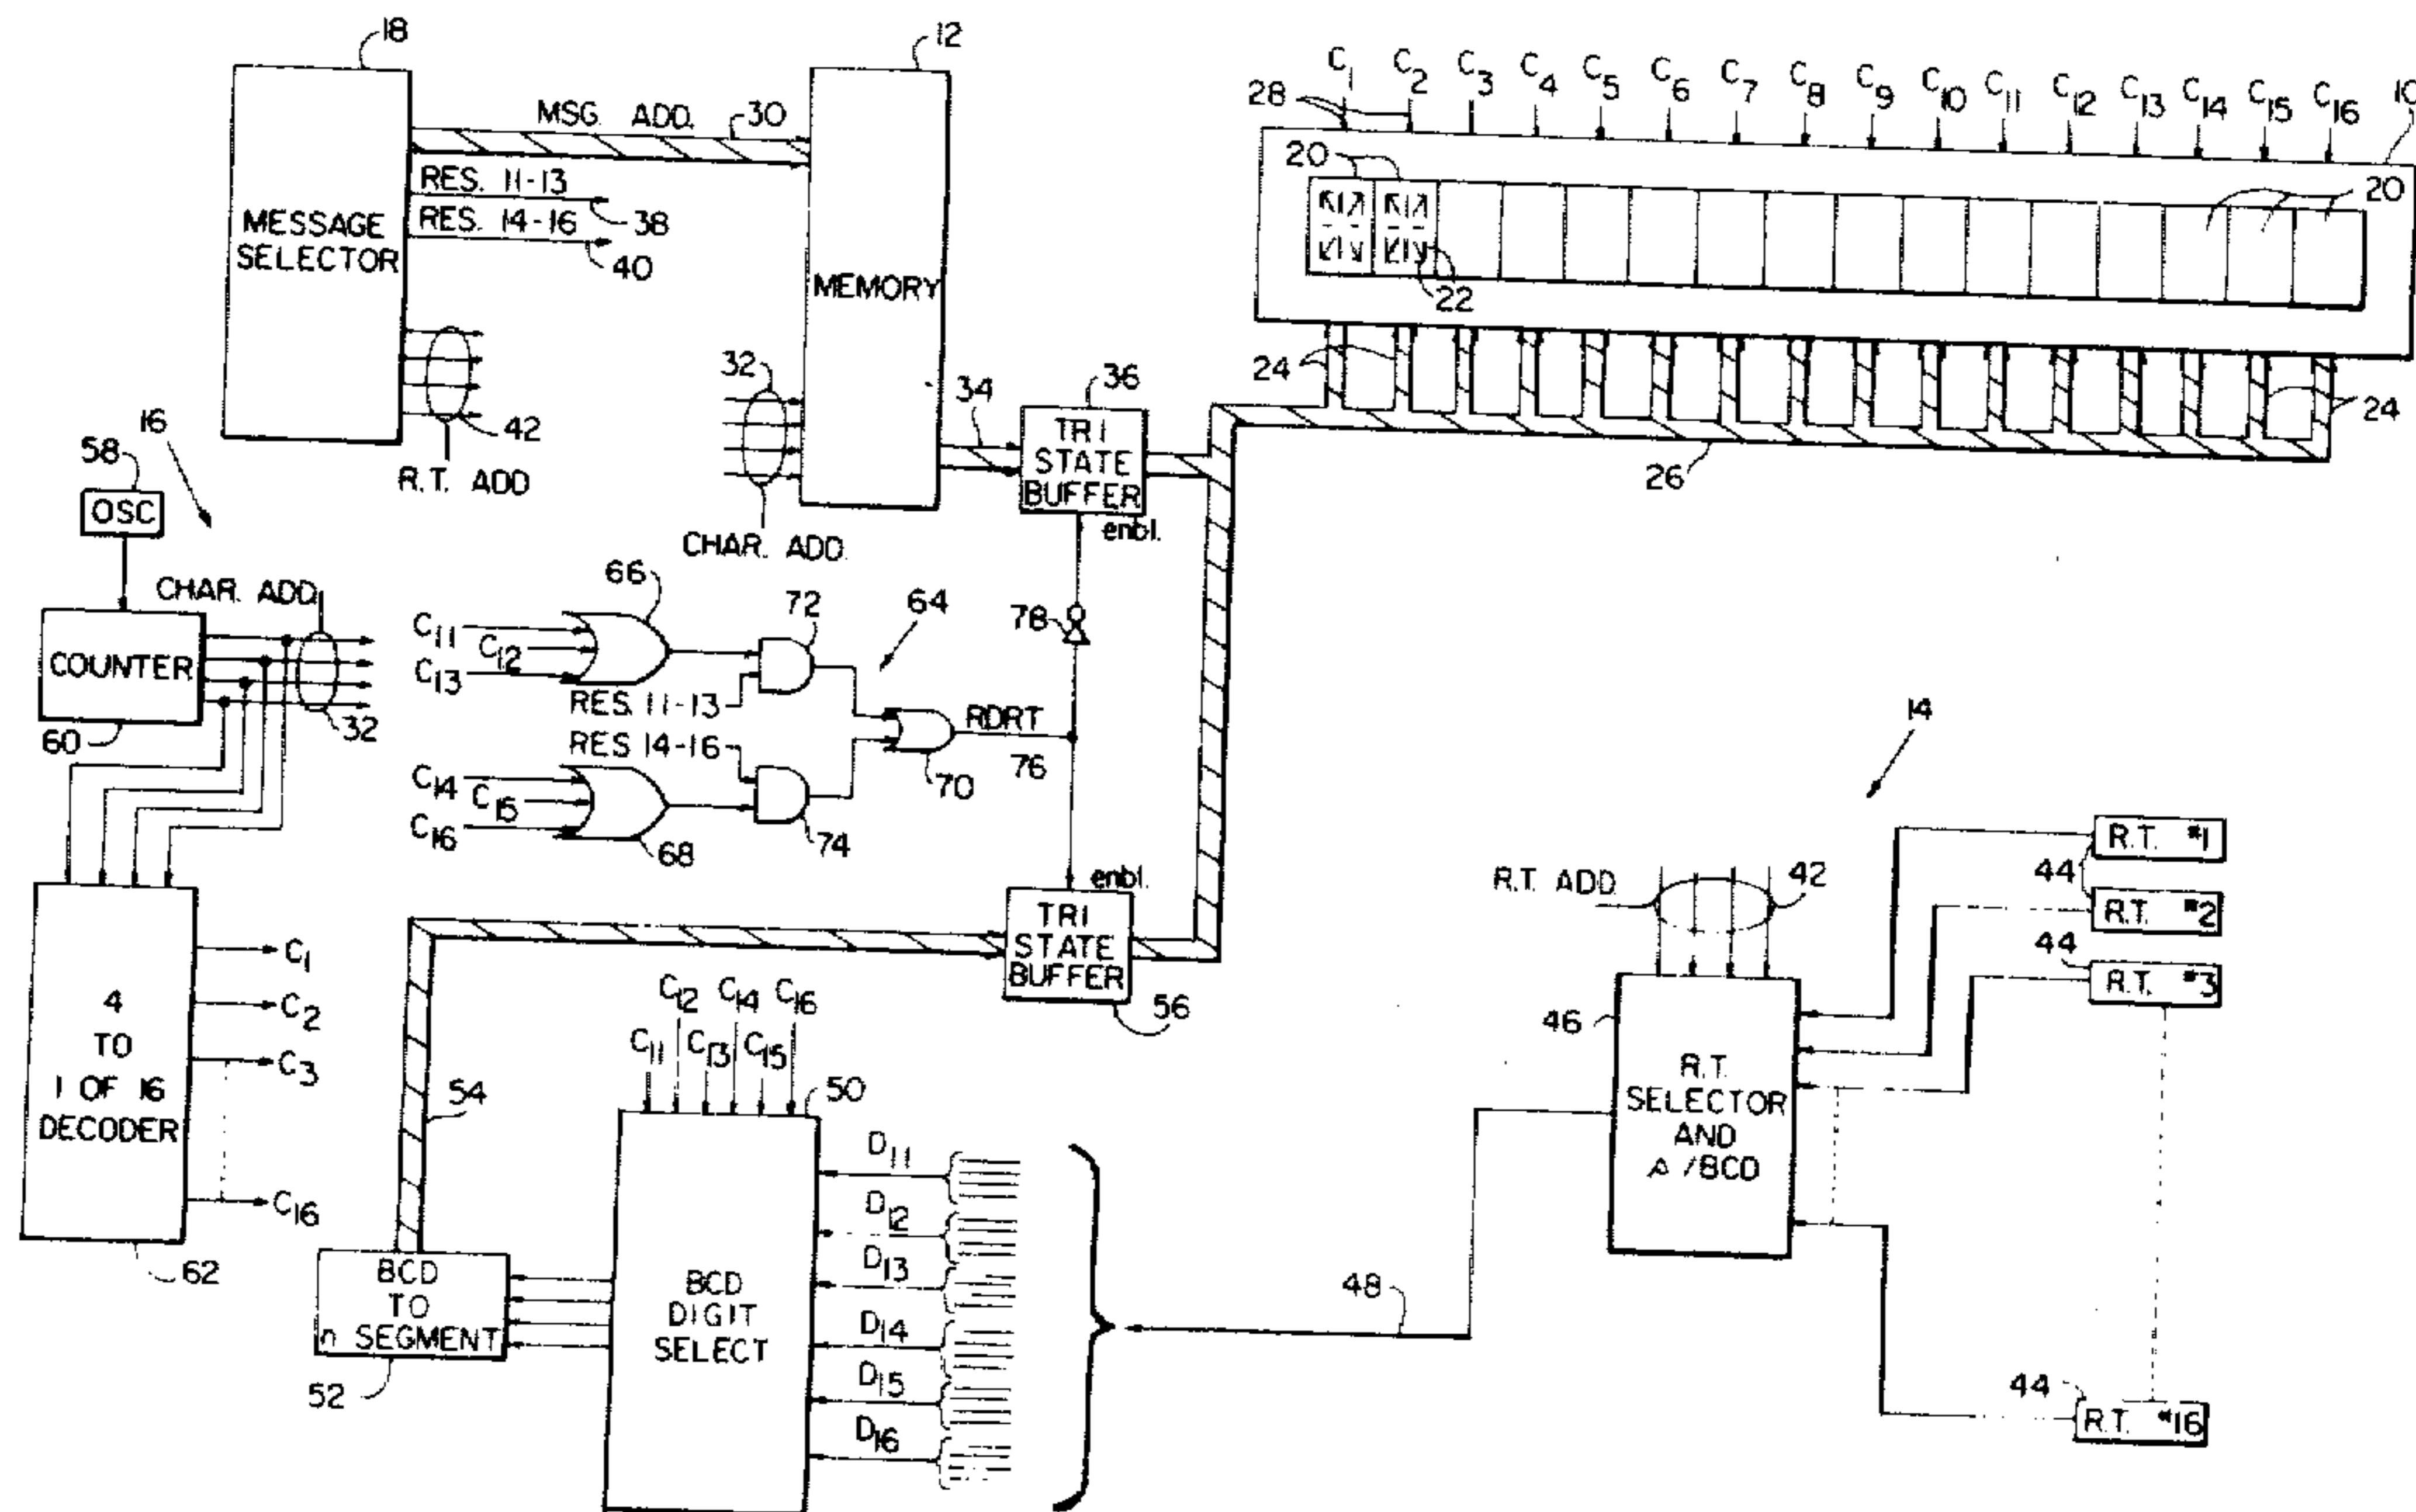 18
12
MSG. ADD. 30
RES. 11-13
38
RES. 14-16
40
MESSAGE
SELECTOR
MEMORY
42
R.T. ADD
32
CHAR. ADD.
34
36
TRI
STATE
BUFFER
enbl.
C1 C2 C3 C4 C5 C6 C7 C8 C9 C10 C11 C12 C13 C14 C15 C16
28
10
20
20
22
24
24
26
16
58
OSC
CHAR. ADD.
COUNTER
60
32
66
C11
C12
C13
RES. 11-13
72
64
78
RES 14-16
RDRT
76
70
C14
C15
C16
68
74
14
4
TO
1 OF 16
DECODER
62
C1
C2
C3
C16
enbl.
TRI
STATE
BUFFER
56
54
C11 C12 C13 C14 C15 C16
50
BCD
DIGIT
SELECT
D11
D12
D13
D14
D15
D16
BCD
TO
n SEGMENT
52
48
R.T. ADD
42
46
R.T.
SELECTOR
AND
/BCD
R.T. #1
44
R.T. #2
44
R.T. #3
44
R.T. #16